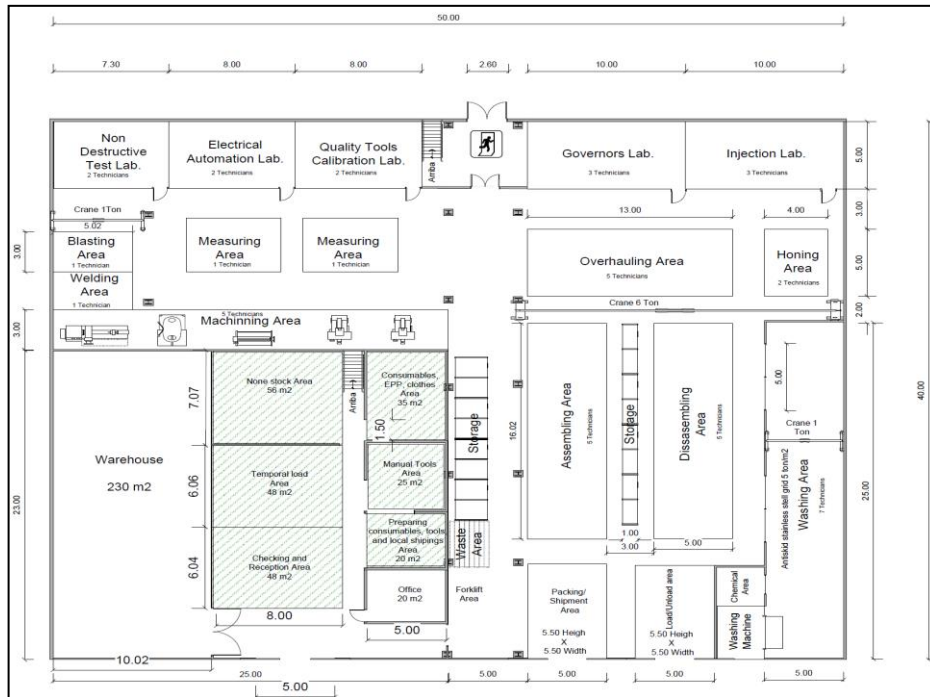 50.00
7.30
8.00
8.00
2.60
10.00
10.00
Non
Destructive
Test Lab.
2 Technicians
Electrical
Automation Lab.
2 Technicians
Quality Tools
Calibration Lab.
2 Technicians
Arriba
Governors Lab.
3 Technicians
Injection Lab.
3 Technicians
5.00
3.00
Crane 1Ton
5.02
13.00
4.00
3.00
Blasting
Area
1 Technician
Welding
Area
1 Technician
Measuring
Area
1 Technician
Measuring
Area
1 Technician
Overhauling Area
5 Technicians
Honing
Area
2 Technicians
5.00
Crane 6 Ton
2.00
3.00
5 Technicians
Machinning Area
40.00
23.00
Warehouse
230 m2
7.07
None stock Area
56 m2
Arriba
Consumables,
EPP, clothes
Area
35 m2
1.50
6.06
Temporal load
Area
48 m2
Manual Tools
Area
25 m2
6.04
Checking and
Reception Area
48 m2
Preparing
consumables, tools
and local shipings
Area
20 m2
Office
20 m2
8.00
5.00
Storage
Waste
Area
Forklift
Area
16.02
Assembling Area
5 Technicians
Storage
Dissasembling
Area
5 Technicians
1.00
3.00
5.00
5.00
Crane 1
Ton
Antiskid stainless stell grid 5 ton/m2
Washing Area
7 Technicians
25.00
Packing/
Shipment
Area
5.50 Heigh
X
5.50 Width
Load/Unload area
5.50 Heigh
X
5.50 Width
Chemical
Area
Washing
Machine
10.02
25.00
5.00
5.00
5.00
5.00
5.00
5.00